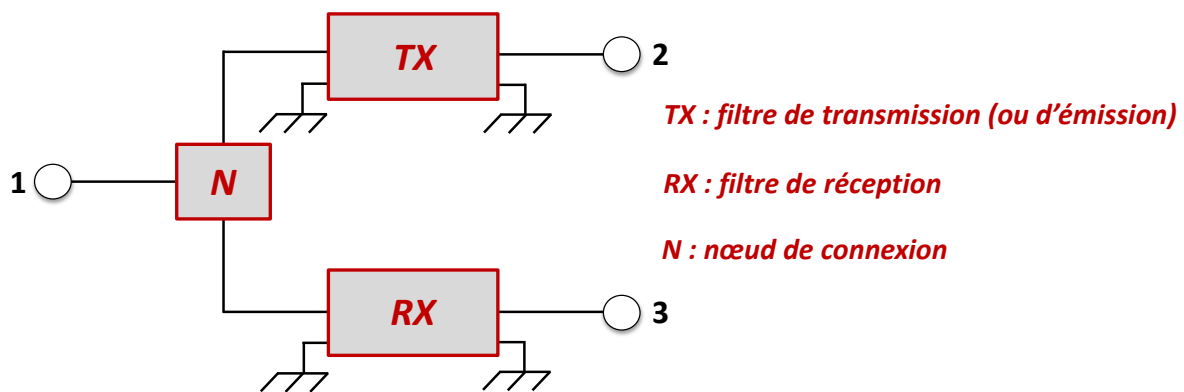 TX
2
TX : filtre de transmission (ou d'émission)
1
N
RX : filtre de réception
N : nœud de connexion
RX
3